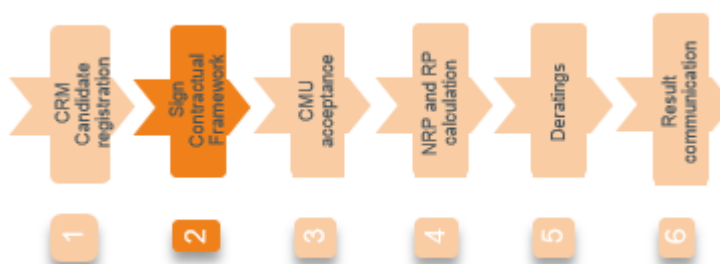 1
CRM
Candidate
registration
2
Sign
Contractual
Framework
3
CMU
acceptance
4
NRP and RP
calculation
5
Deratings
6
Result
communication